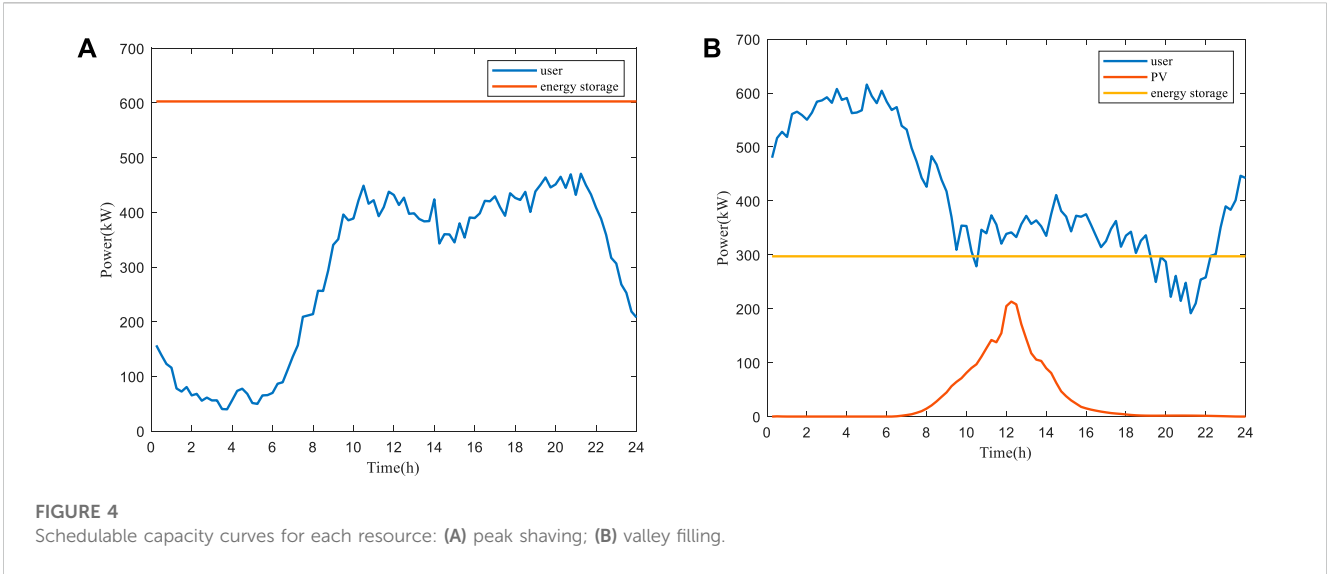 A
700
600
500
400
300
200
100
0
Power(kW)
user
energy storage
0 2 4 6 8 10 12 14 16 18 20 22 24
Time(h)
B
700
600
500
400
300
200
100
0
Power(kW)
user
PV
energy storage
0 2 4 6 8 10 12 14 16 18 20 22 24
Time(h)
FIGURE 4
Schedulable capacity curves for each resource: (A) peak shaving; (B) valley filling.